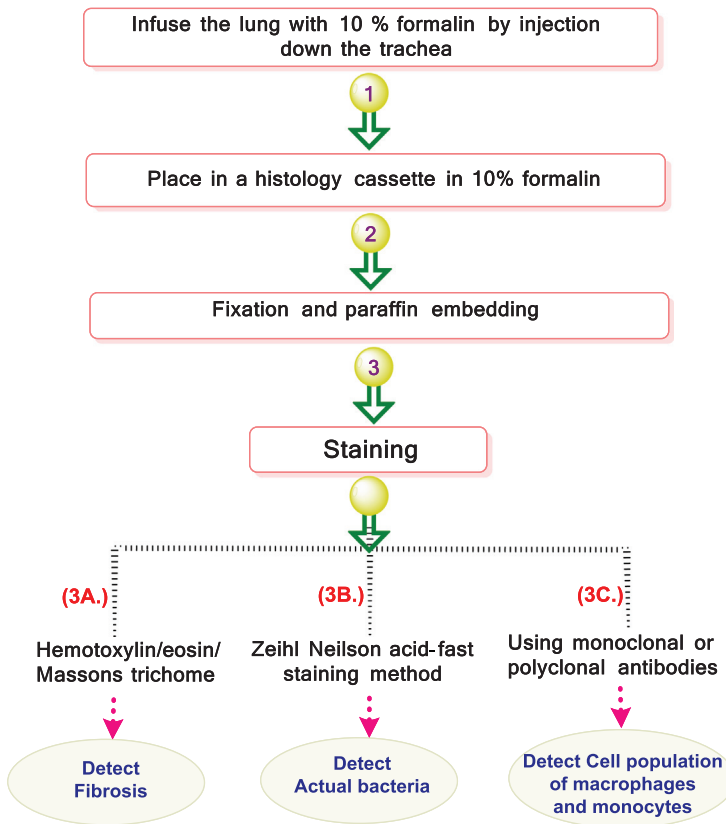 Infuse the lung with 10 % formalin by injection
down the trachea
1
Place in a histology cassette in 10% formalin
2
Fixation and paraffin embedding
3
Staining
(3A.)
Hemotoxylin/eosin/
Massons trichome
Detect
Fibrosis
(3B.)
Zeihl Neilson acid-fast
staining method
Detect
Actual bacteria
(3C.)
Using monoclonal or
polyclonal antibodies
Detect Cell population
of macrophages
and monocytes